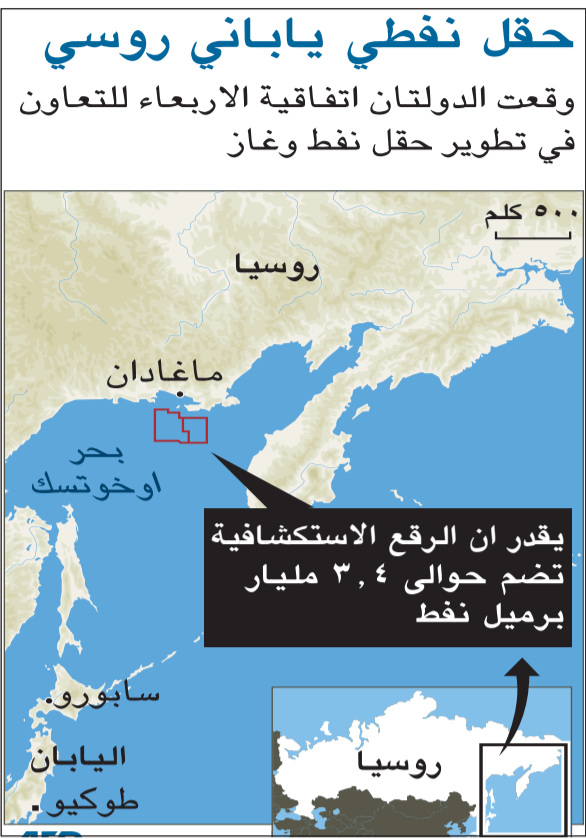 حقل نفطي ياباني روسي
وقعت الدولتان اتفاقية الاربعاء للتعاون
في تطوير حقل نفط وغاز
٥٠٠ كلم
روسيا
ماغادان
بحر
اوخوتسك
يقدر ان الرقع الاستكشافية
تضم حوالى ٣,٤ مليار
برميل نفط
سابورو
اليابان
طوكيو
روسيا